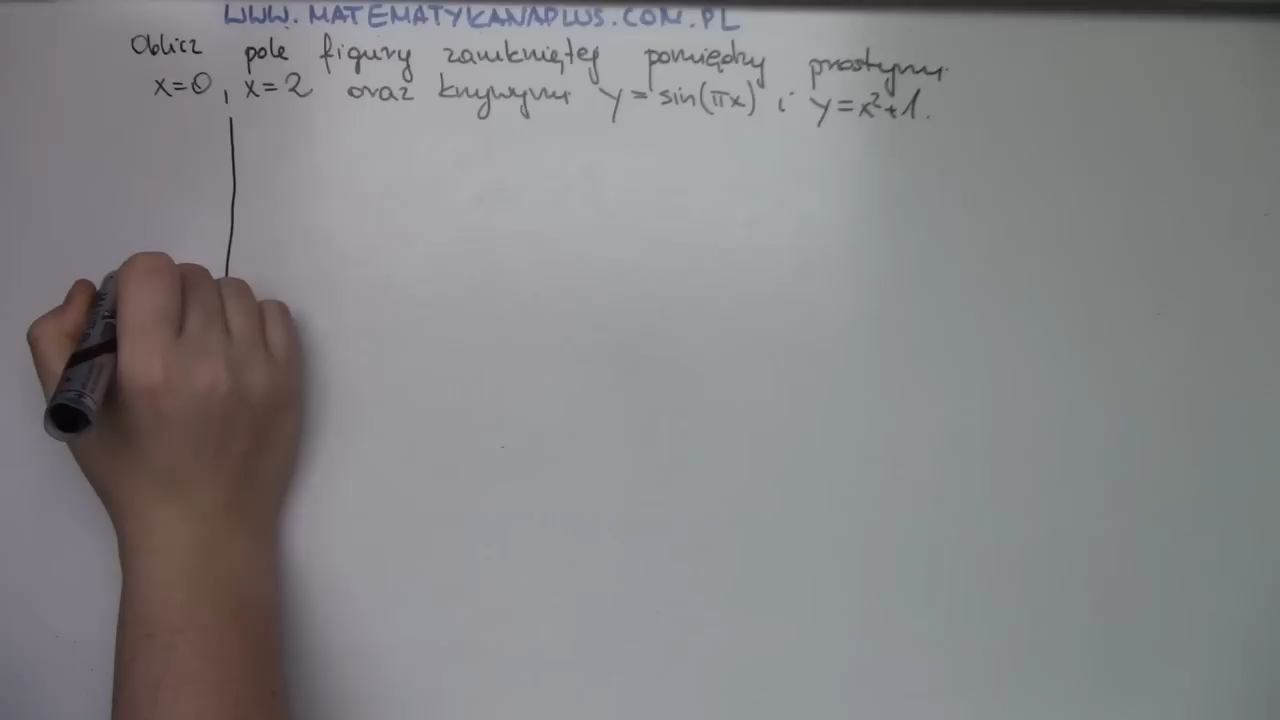 WWW.MATEMATYKANAPLUS.COM.PL
Oblicz pole figury zamkniętej pomiędzy prostymi
x=0, x=2 oraz krzywymi y=sin(πx) i y=x²+1.